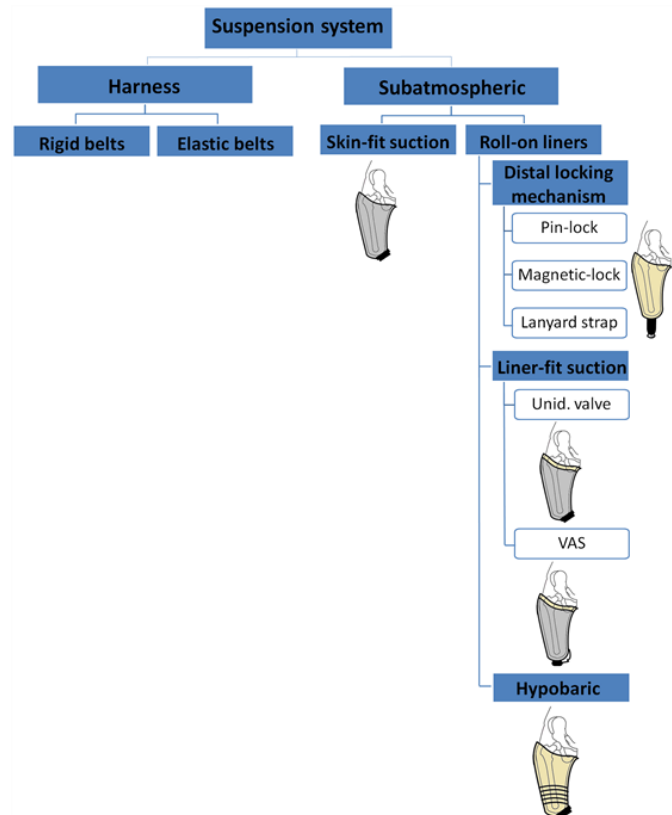 Suspension system
Harness
Subatmospheric
Rigid belts
Elastic belts
Skin-fit suction
Roll-on liners
Distal locking
mechanism
Pin-lock
Magnetic-lock
Lanyard strap
Liner-fit suction
Unid. valve
VAS
Hypobaric